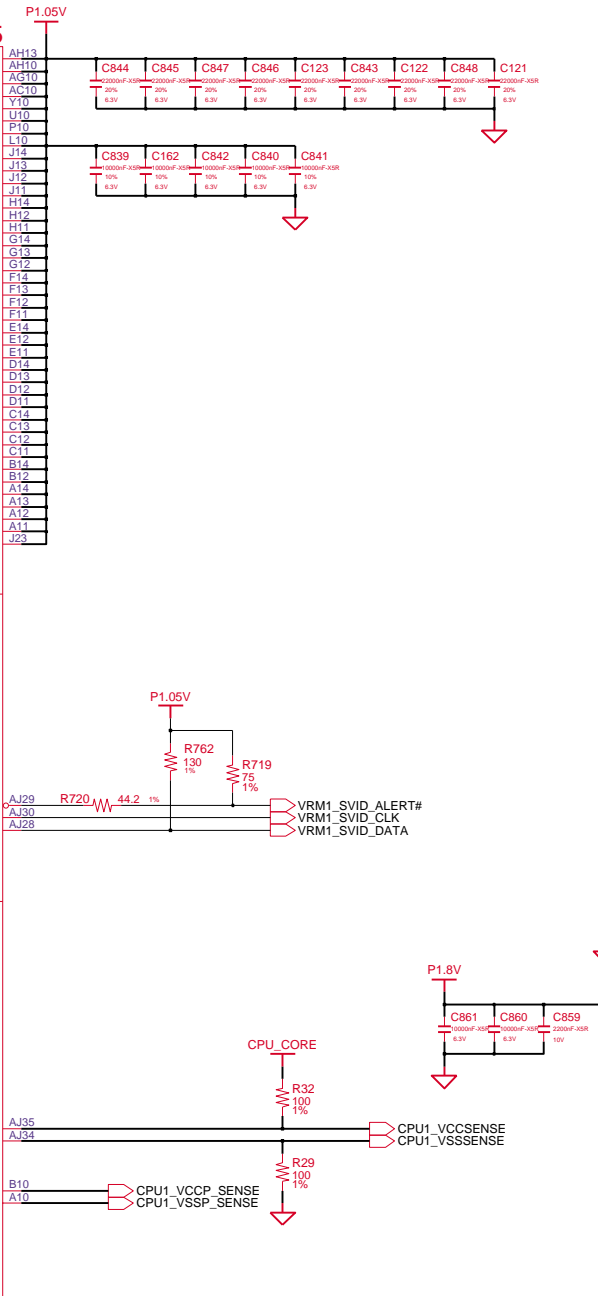 P1.05V
AH13
AH10
AG10
AC10
Y10
U10
P10
L10
J14
J13
J12
J11
H14
H12
H11
G14
G13
G12
F14
F13
F12
F11
E14
E12
E11
D14
D13
D12
D11
C14
C13
C12
C11
B14
B12
A14
A13
A12
A11
J23
C844 C845 C847 C846 C123 C843 C122 C848 C121
22000nF-X5R 22000nF-X5R 22000nF-X5R 22000nF-X5R 22000nF-X5R 22000nF-X5R 22000nF-X5R 22000nF-X5R 22000nF-X5R
20% 20% 20% 20% 20% 20% 20% 20% 20%
6.3V 6.3V 6.3V 6.3V 6.3V 6.3V 6.3V 6.3V 6.3V
C839 C162 C842 C840 C841
10000nF-X5R 10000nF-X5R 10000nF-X5R 10000nF-X5R 10000nF-X5R
10% 10% 10% 10% 10%
6.3V 6.3V 6.3V 6.3V 6.3V
P1.05V
R762
130
1%
R719
75
1%
AJ29 R720 44.2 1% VRM1_SVID_ALERT#
AJ30 VRM1_SVID_CLK
AJ28 VRM1_SVID_DATA
P1.8V
C861 C860 C859
10000nF-X5R 10000nF-X5R 2200nF-X5R
6.3V 6.3V 10V
CPU_CORE
R32
100
1%
AJ35 CPU1_VCCSENSE
AJ34 CPU1_VSSSENSE
R29
100
1%
B10 CPU1_VCCP_SENSE
A10 CPU1_VSSP_SENSE